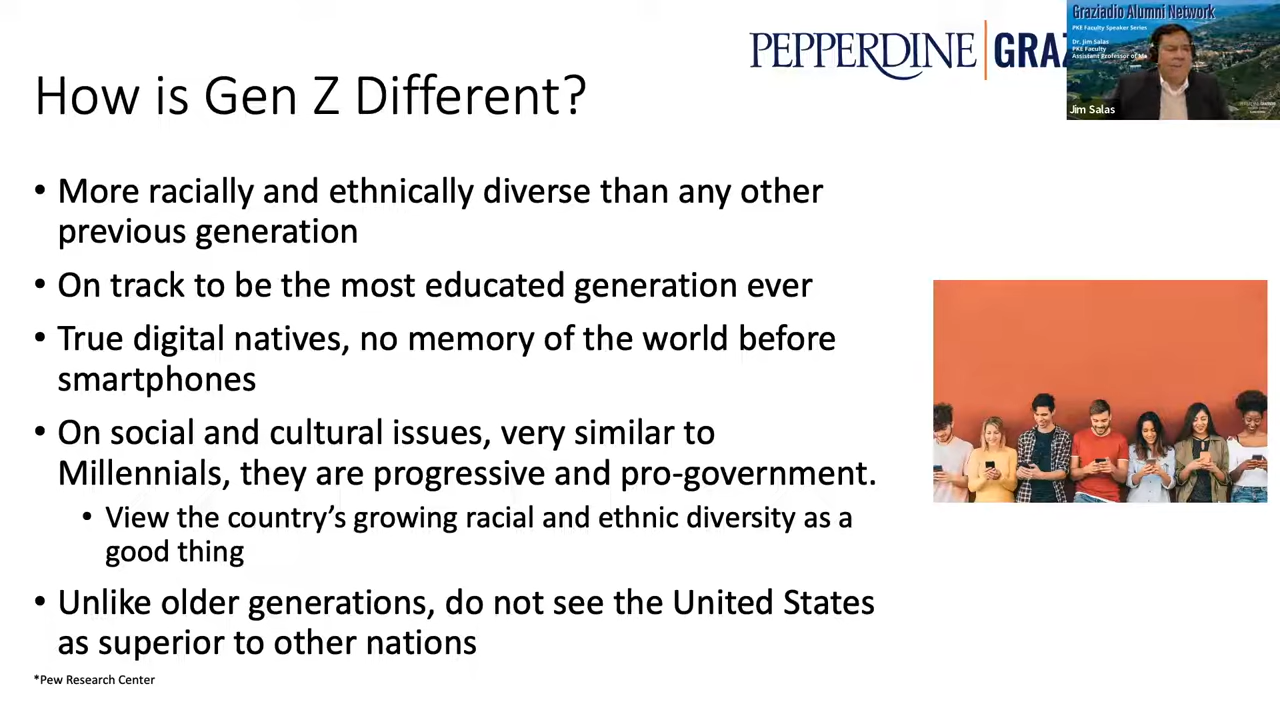 PEPPERDINE GRAZ
Graziadio Alumni Network
PKE Faculty Speaker Series
Dr. Jim Salas
PKE Faculty
Assistant Professor of
Jim Salas
How is Gen Z Different?
• More racially and ethnically diverse than any other
previous generation
• On track to be the most educated generation ever
• True digital natives, no memory of the world before
smartphones
• On social and cultural issues, very similar to
Millennials, they are progressive and pro-government.
• View the country's growing racial and ethnic diversity as a
good thing
• Unlike older generations, do not see the United States
as superior to other nations
*Pew Research Center